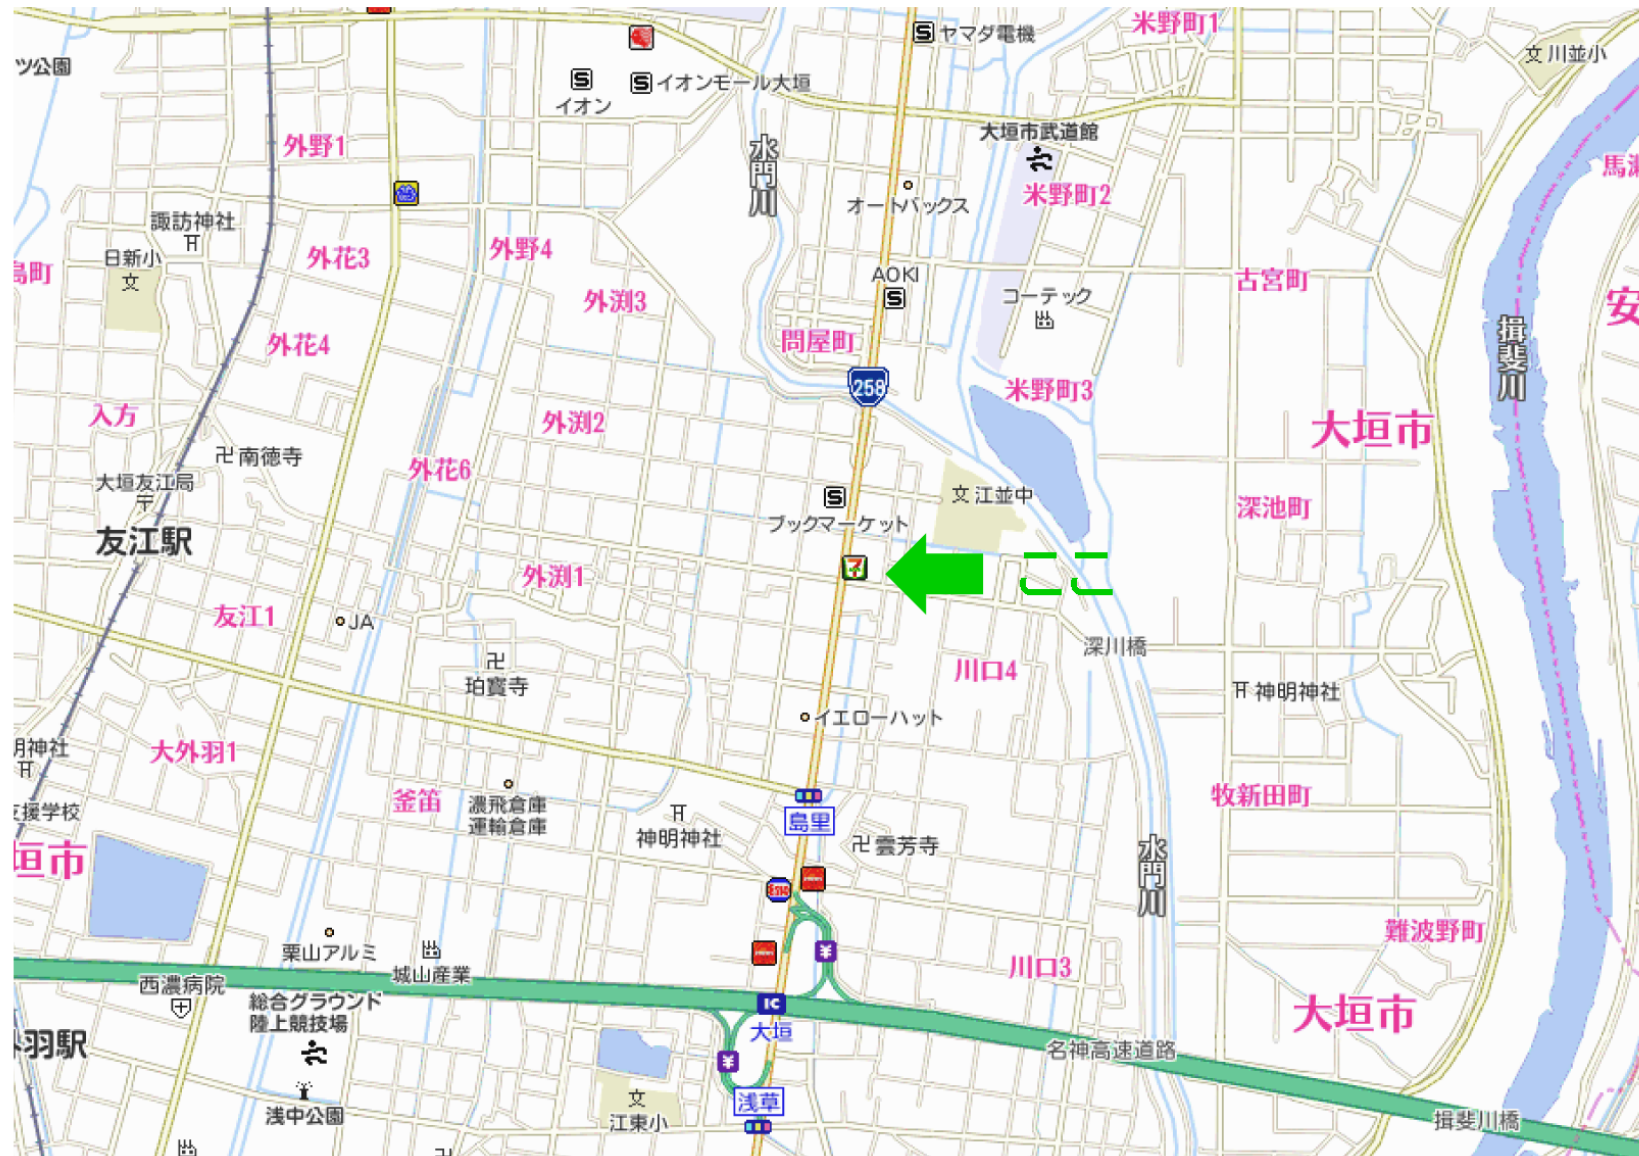 ヤマダ電機
米野町1
川並小
ツ公園
S
S
S
イオン
イオンモール大垣
大垣市武道館
外野1
水門川
馬瀬
米野町2
オートバックス
諏訪神社
日新小
文
外花3
外野4
島町
AOKI
S
古宮町
コーテック
外渕3
安
揖斐川
外花4
問屋町
258
米野町3
入方
外渕2
大垣市
卍南徳寺
外花6
大垣友江局
〒
S
文江並中
深池町
ブックマーケット
友江駅
7
外渕1
友江1
JA
深川橋
卍
珀寳寺
川口4
神明神社
イエローハット
明神社
大外羽1
釜笛
濃飛倉庫
運輸倉庫
牧新田町
島里
支援学校
神明神社
卍雲芳寺
水門川
垣市
Esso
栗山アルミ
城山産業
¥
難波野町
川口3
西濃病院
総合グラウンド
陸上競技場
IC
大垣
大垣市
外羽駅
名神高速道路
¥
浅中公園
文
江東小
浅草
揖斐川橋